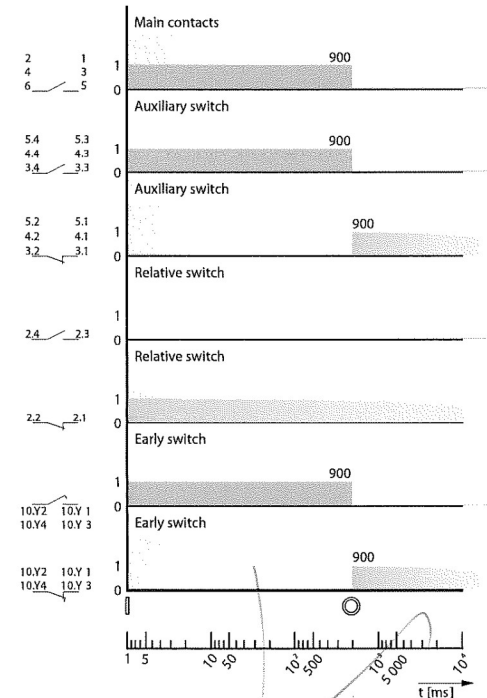 Main contacts
900
2 1
4 3
6 5
1
0
Auxiliary switch
900
5.4 5.3
4.4 4.3
3.4 3.3
1
0
Auxiliary switch
5.2 5.1
4.2 4.1
3.2 3.1
900
1
0
Relative switch
2.4 2.3
1
0
Relative switch
2.2 2.1
1
0
Early switch
900
1
0
10.Y2 10.Y 1
10.Y4 10.Y 3
Early switch
900
1
0
10.Y2 10.Y 1
10.Y4 10.Y 3
1 5 10 50 10² 500 10³ 5 000 10⁴
t [ms]